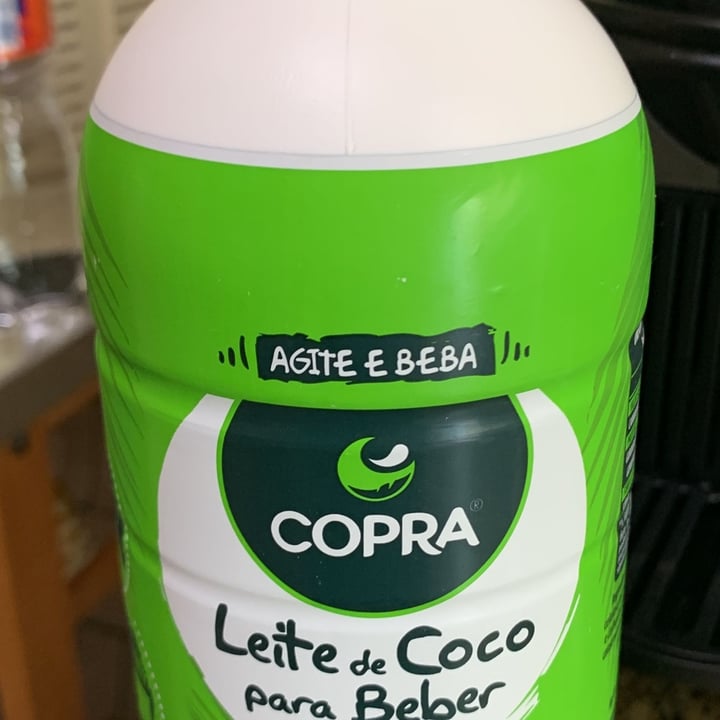 AGITE E BEBA
COPRA®
Leite de Coco
para Beber